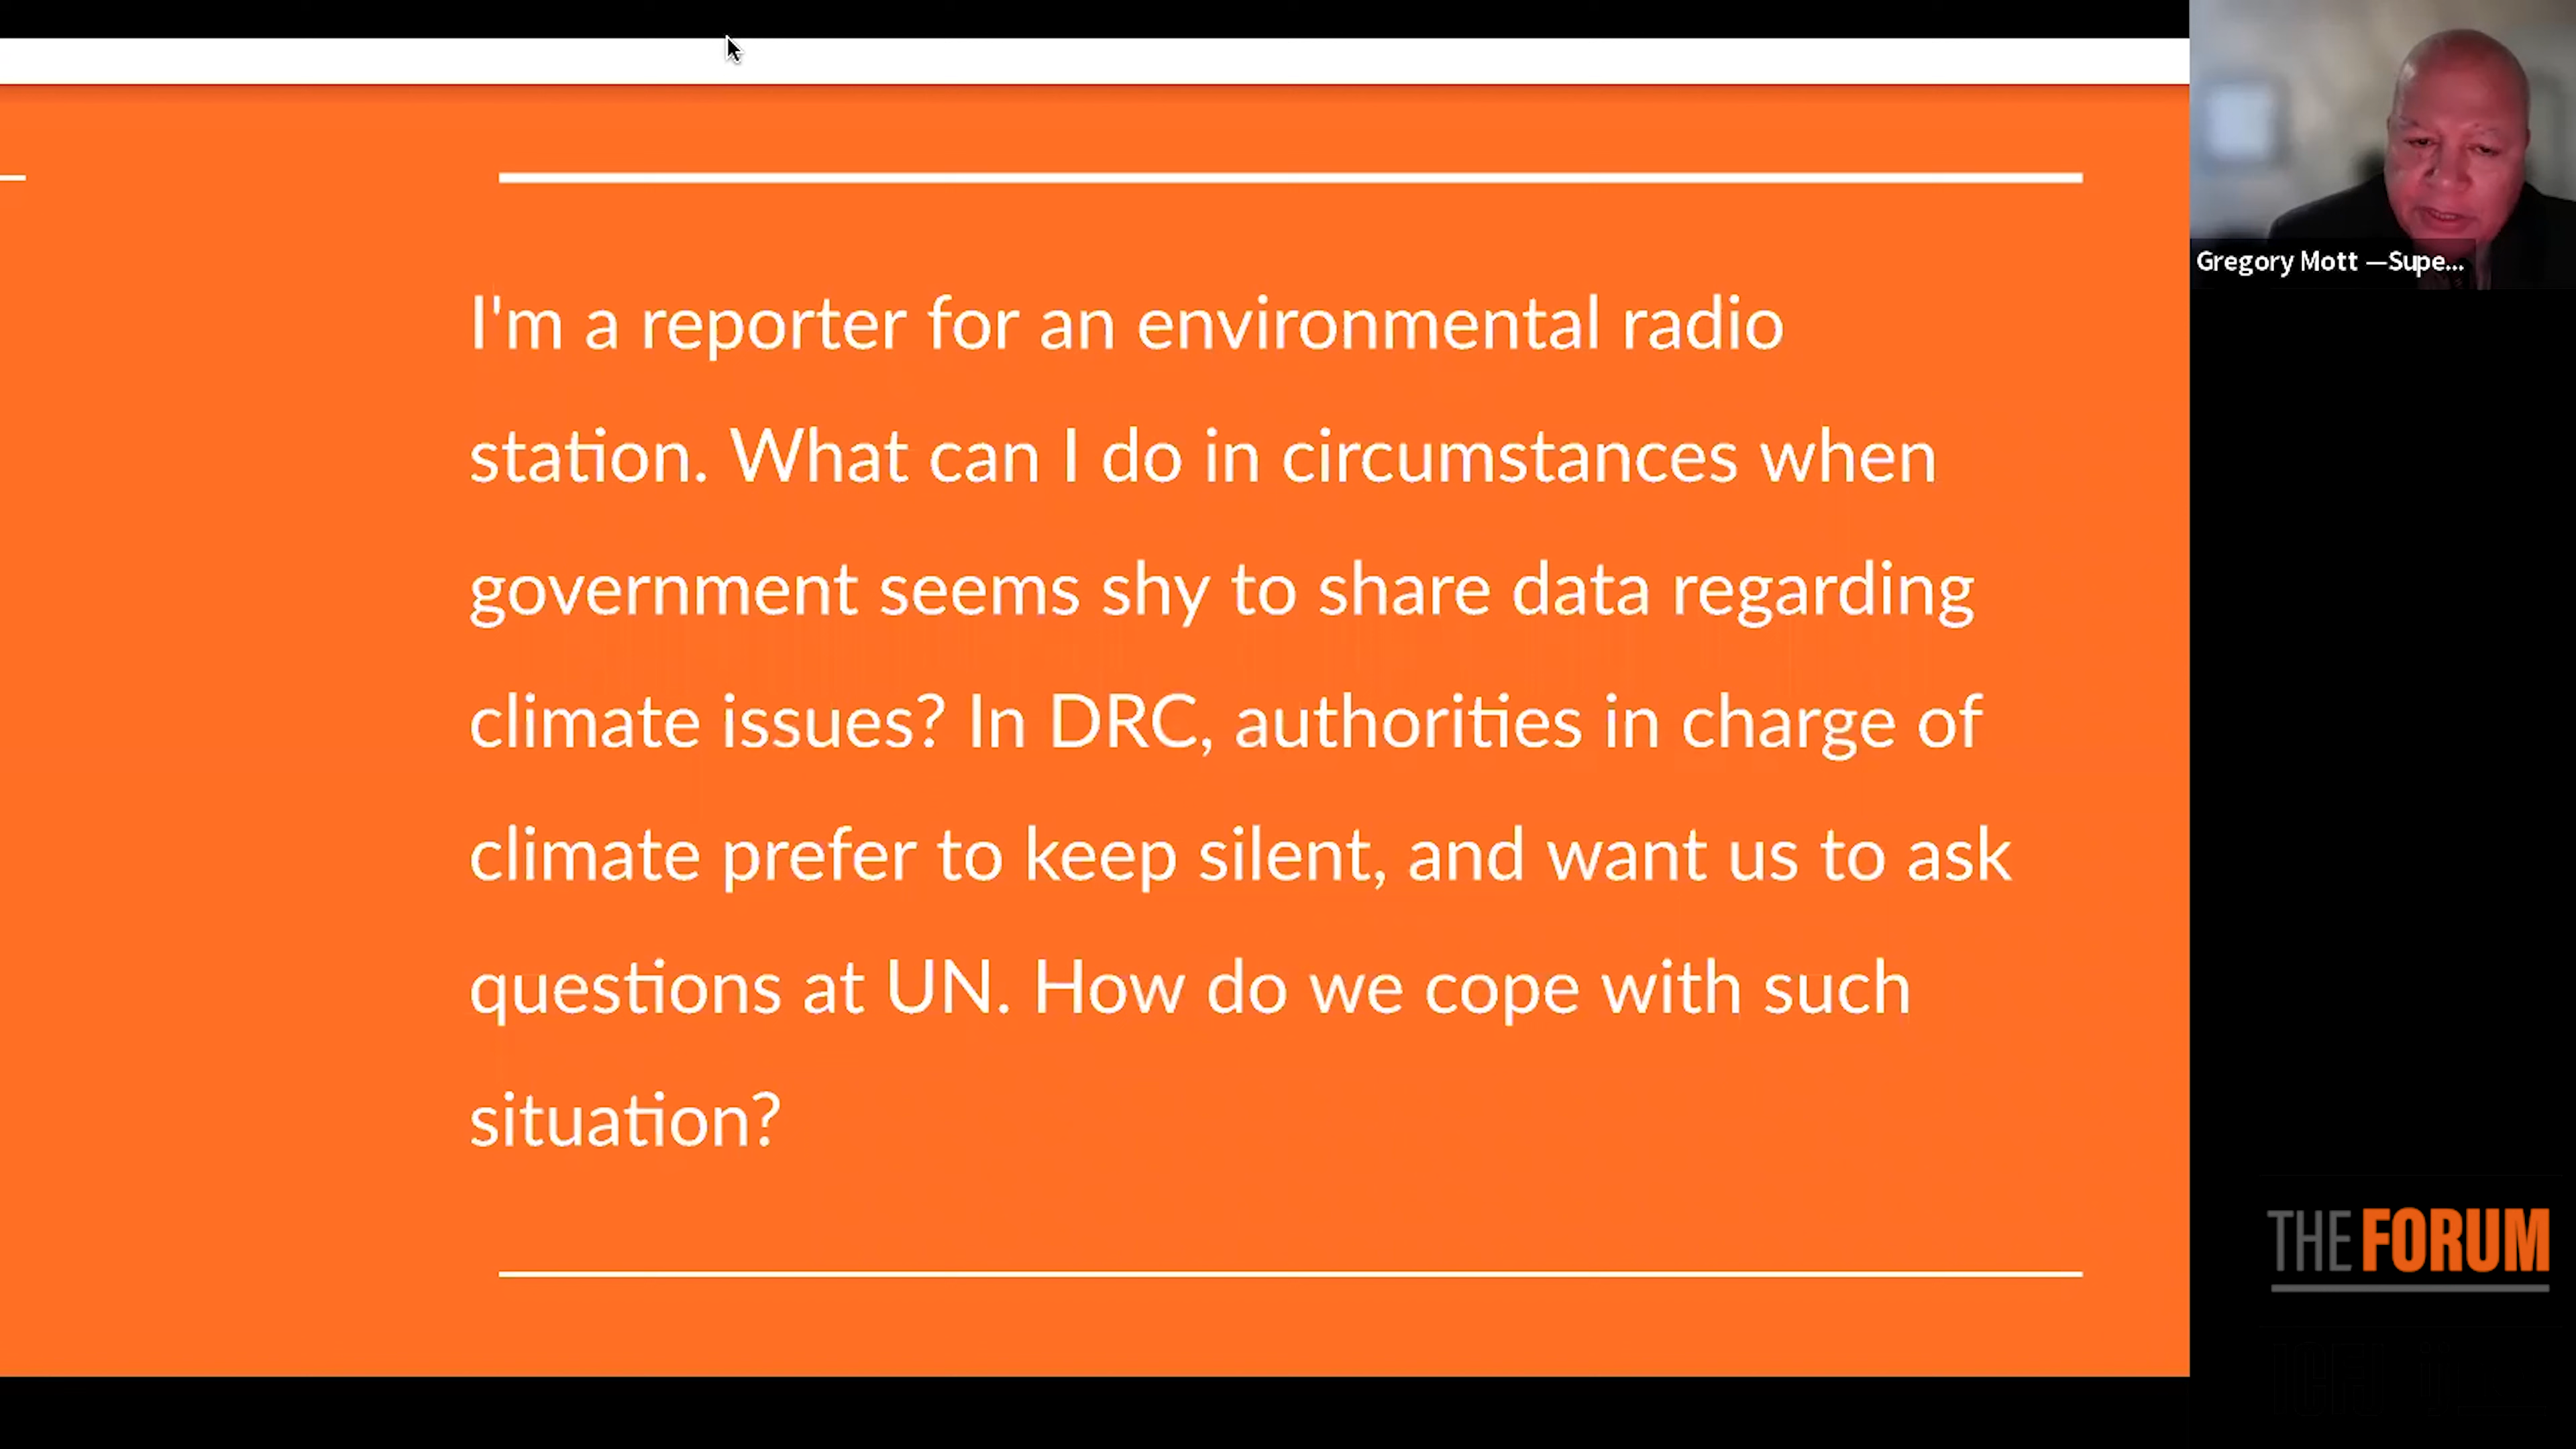 I'm a reporter for an environmental radio
station. What can I do in circumstances when
government seems shy to share data regarding
climate issues? In DRC, authorities in charge of
climate prefer to keep silent, and want us to ask
questions at UN. How do we cope with such
situation?
Gregory Mott —Supe...
THE FORUM